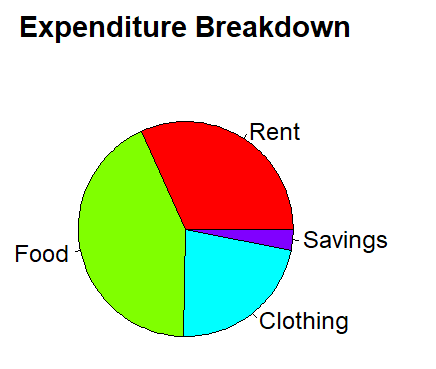 Expenditure Breakdown
Rent
Food
Savings
Clothing